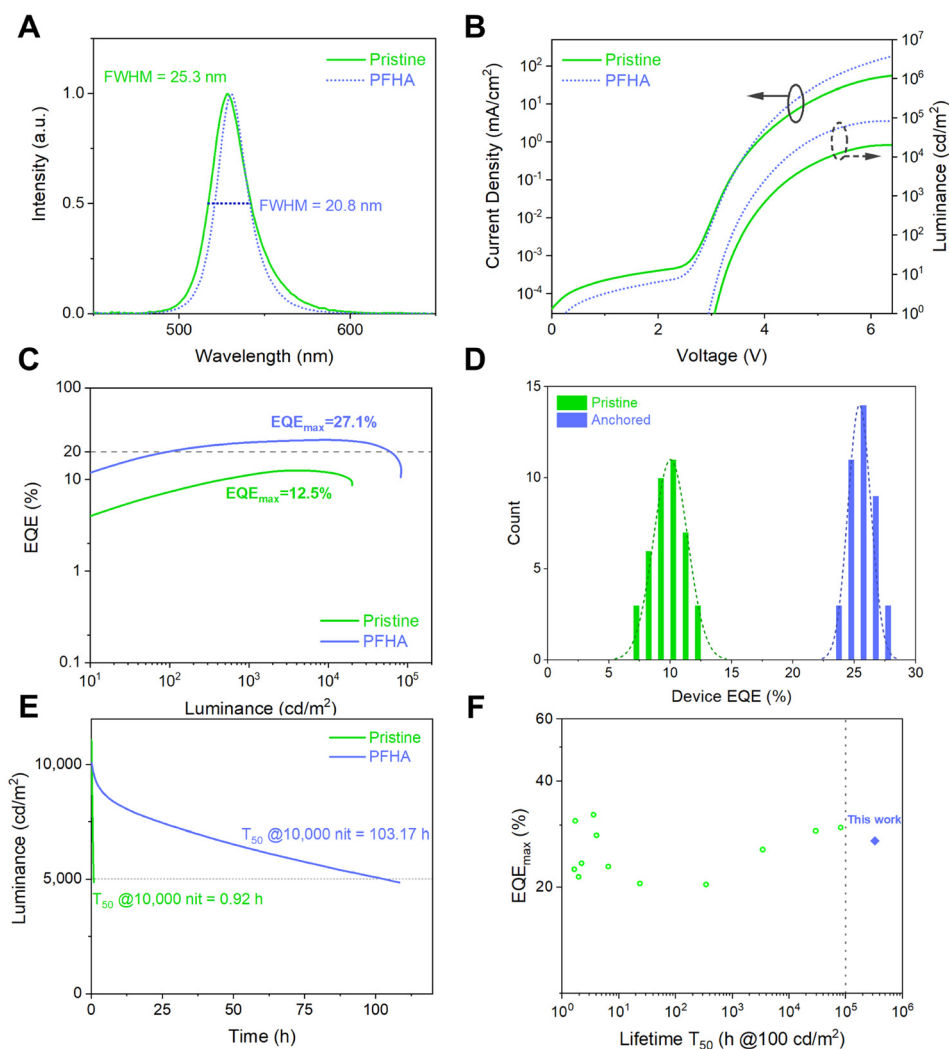 A
Pristine
PFHA
FWHM = 25.3 nm
FWHM = 20.8 nm
1.0
0.5
0.0
500
600
Intensity (a.u.)
Wavelength (nm)
B
Pristine
PFHA
10²
10¹
10⁰
10⁻¹
10⁻²
10⁻³
10⁻⁴
10⁷
10⁶
10⁵
10⁴
10³
10²
10¹
10⁰
0
2
4
6
Current Density (mA/cm²)
Luminance (cd/m²)
Voltage (V)
C
100
20
10
1
0.1
EQEmax=27.1%
EQEmax=12.5%
Pristine
PFHA
10¹
10²
10³
10⁴
10⁵
EQE (%)
Luminance (cd/m²)
D
Pristine
Anchored
15
10
5
0
0
5
10
15
20
25
30
Count
Device EQE (%)
E
Pristine
PFHA
10,000
5,000
0
T₅₀ @10,000 nit = 103.17 h
T₅₀ @10,000 nit = 0.92 h
0
25
50
75
100
Luminance (cd/m²)
Time (h)
F
60
40
20
This work
10⁰
10¹
10²
10³
10⁴
10⁵
10⁶
EQEmax (%)
Lifetime T₅₀ (h @100 cd/m²)